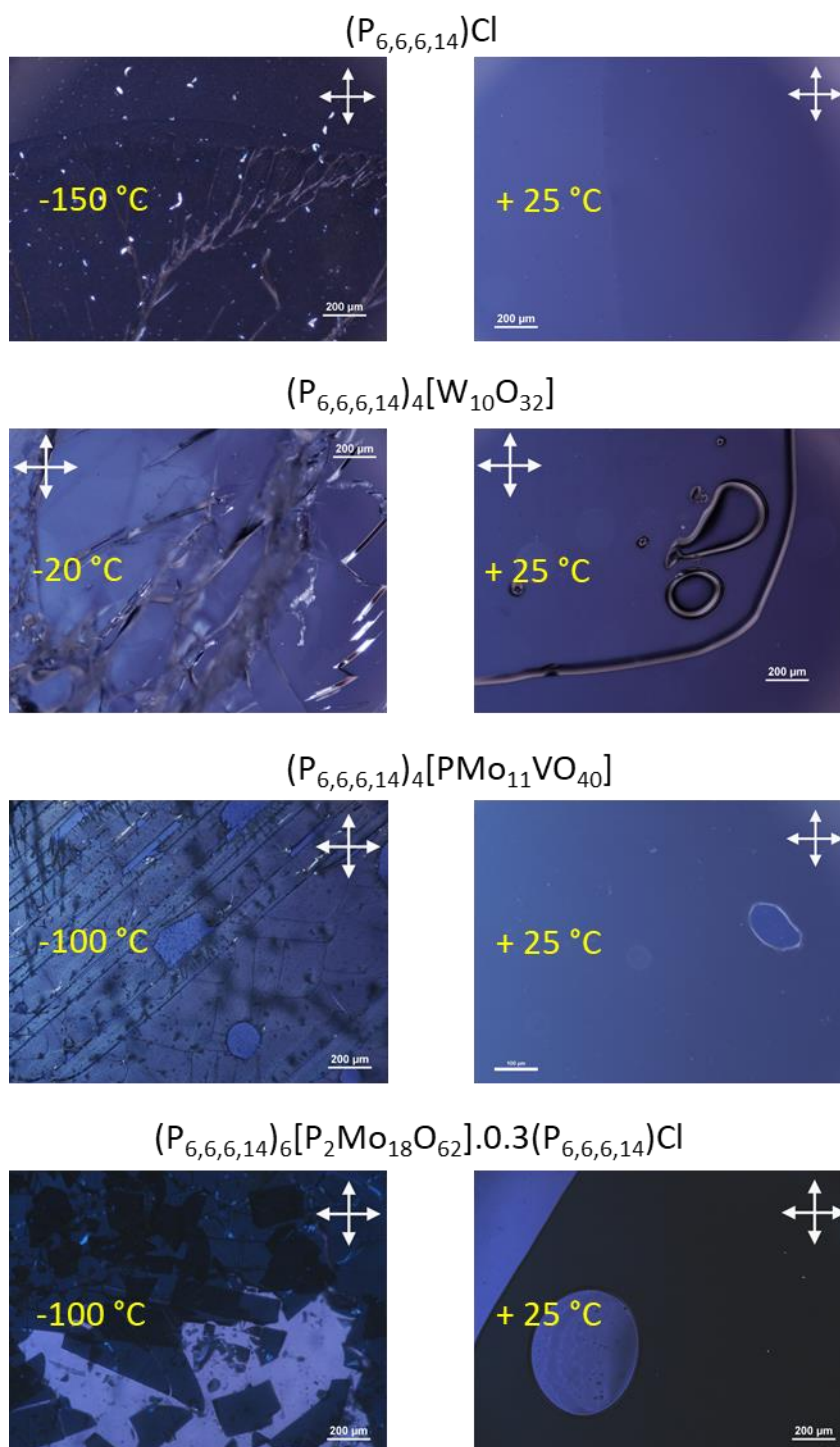 (P₆,₆,₆,₁₄)Cl
-150 °C
200 µm
+ 25 °C
200 µm
(P₆,₆,₆,₁₄)₄[W₁₀O₃₂]
200 µm
-20 °C
+ 25 °C
200 µm
(P₆,₆,₆,₁₄)₄[PMo₁₁VO₄₀]
-100 °C
200 µm
+ 25 °C
100 µm
(P₆,₆,₆,₁₄)₆[P₂Mo₁₈O₆₂].0.3(P₆,₆,₆,₁₄)Cl
-100 °C
200 µm
+ 25 °C
200 µm